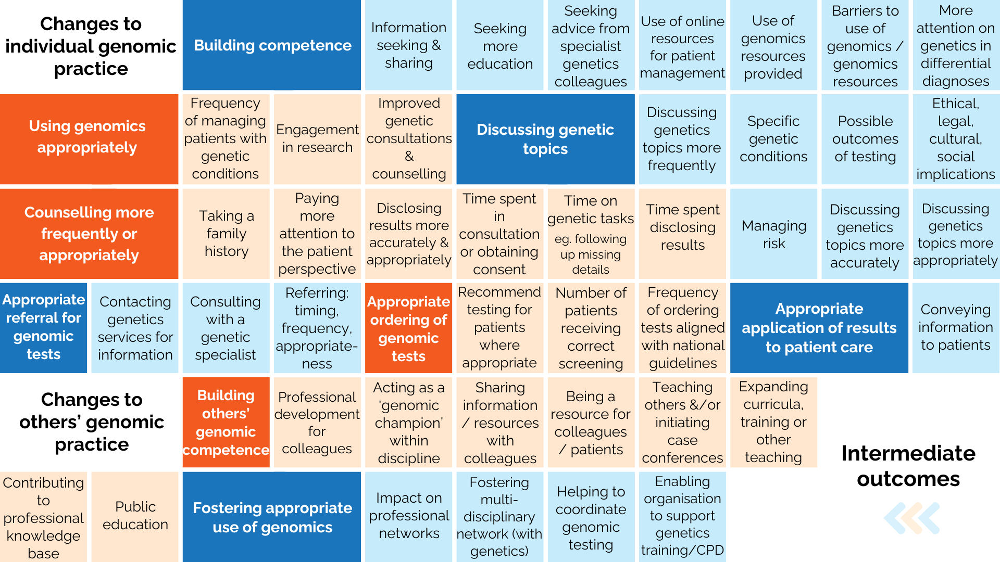 Changes to
individual genomic
practice
Building competence
Information
seeking &
sharing
Seeking
more
education
Seeking
advice from
specialist
genetics
colleagues
Use of online
resources
for patient
management
Use of
genomics
resources
provided
Barriers to
use of
genomics /
genomics
resources
More
attention on
genetics in
differential
diagnoses
Using genomics
appropriately
Frequency
of managing
patients with
genetic
conditions
Engagement
in research
Improved
genetic
consultations
&
counselling
Discussing genetic
topics
Discussing
genetics
topics more
frequently
Specific
genetic
conditions
Possible
outcomes
of testing
Ethical,
legal,
cultural,
social
implications
Counselling more
frequently or
appropriately
Taking a
family
history
Paying
more
attention to
the patient
perspective
Disclosing
results more
accurately &
appropriately
Time spent
in
consultation
or obtaining
consent
Time on
genetic tasks
eg. following
up missing
details
Time spent
disclosing
results
Managing
risk
Discussing
genetics
topics more
accurately
Discussing
genetics
topics more
appropriately
Appropriate
referral for
genomic
tests
Contacting
genetics
services for
information
Consulting
with a
genetic
specialist
Referring:
timing,
frequency,
appropriate-
ness
Appropriate
ordering of
genomic
tests
Recommend
testing for
patients
where
appropriate
Number of
patients
receiving
correct
screening
Frequency
of ordering
tests aligned
with national
guidelines
Appropriate
application of results
to patient care
Conveying
information
to patients
Changes to
others’ genomic
practice
Building
others’
genomic
competence
Professional
development
for
colleagues
Acting as a
‘genomic
champion’
within
discipline
Sharing
information
/ resources
with
colleagues
Being a
resource for
colleagues
/ patients
Teaching
others &/or
initiating
case
conferences
Expanding
curricula,
training or
other
teaching
Intermediate
outcomes
Contributing
to
professional
knowledge
base
Public
education
Fostering appropriate
use of genomics
Impact on
professional
networks
Fostering
multi-
disciplinary
network (with
genetics)
Helping to
coordinate
genomic
testing
Enabling
organisation
to support
genetics
training/CPD